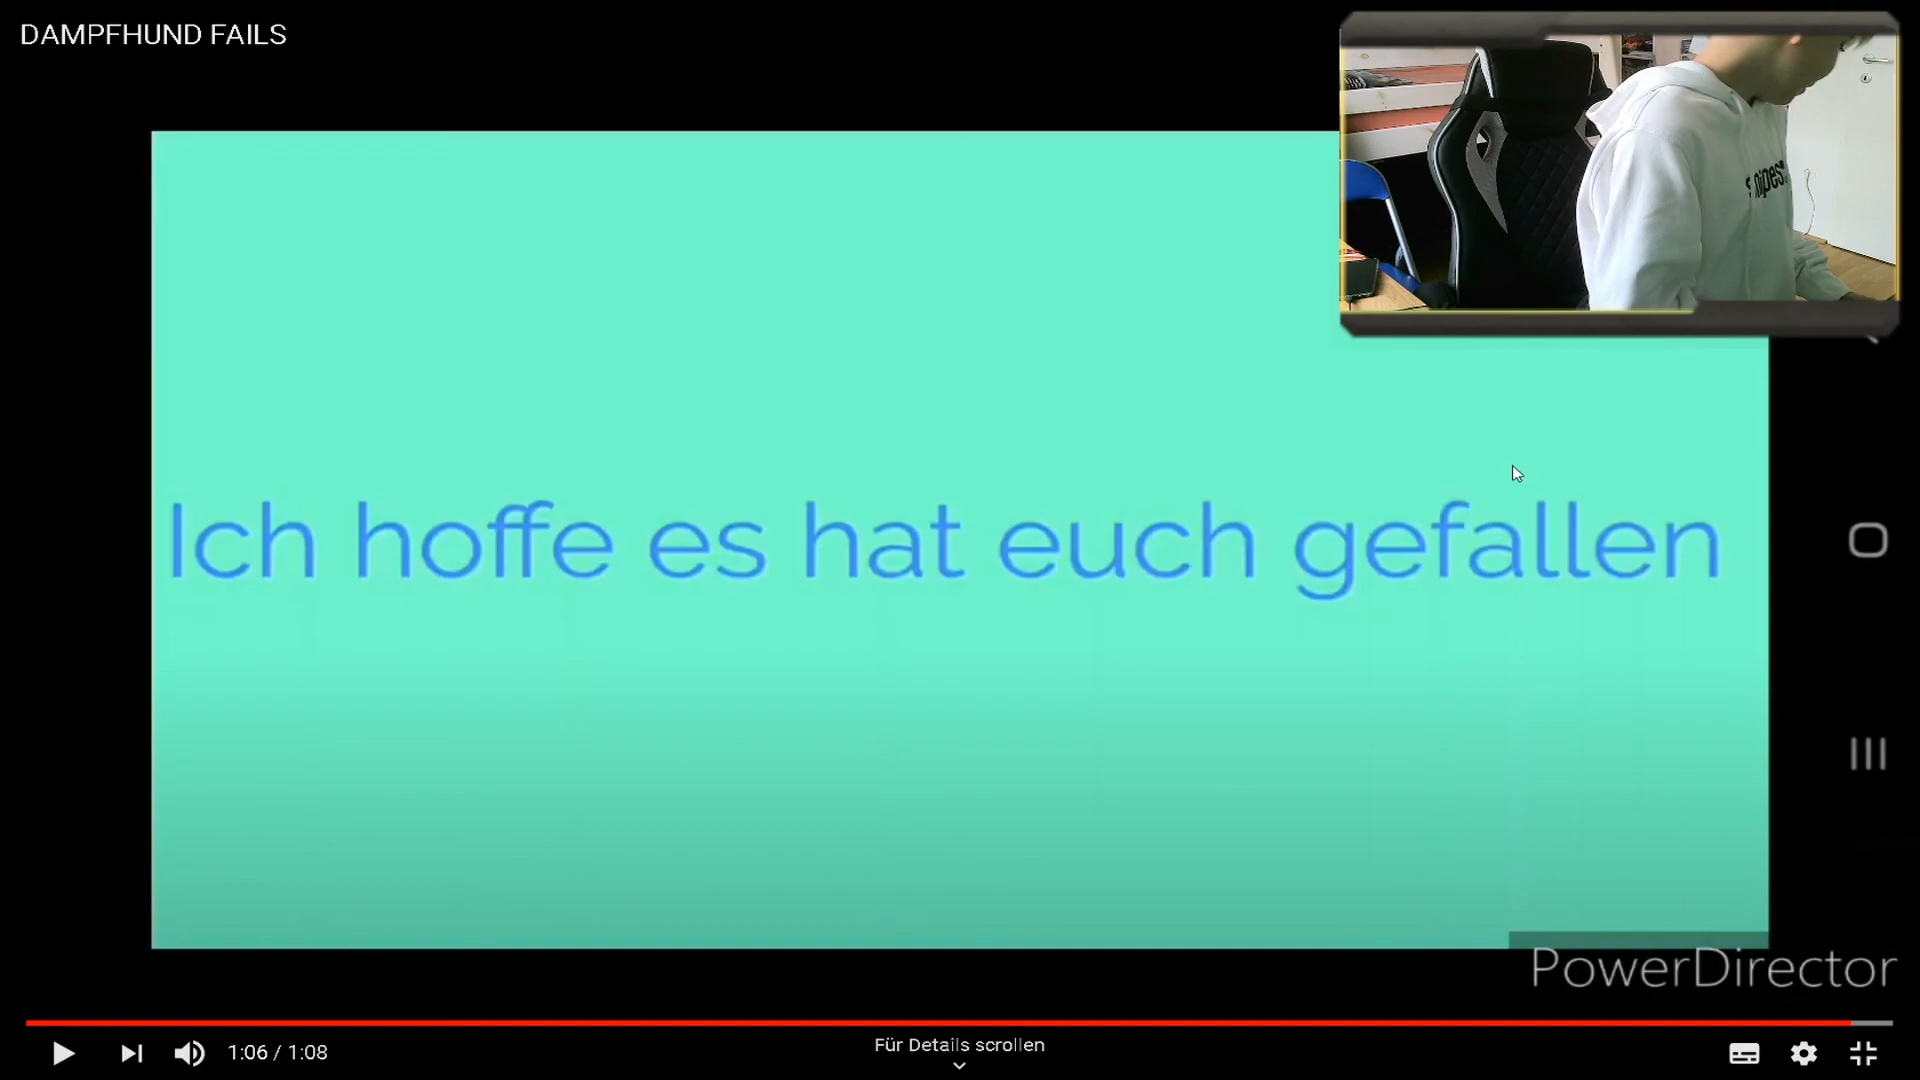 DAMPFHUND FAILS
Ich hoffe es hat euch gefallen
PowerDirector
1:06 / 1:08
Für Details scrollen